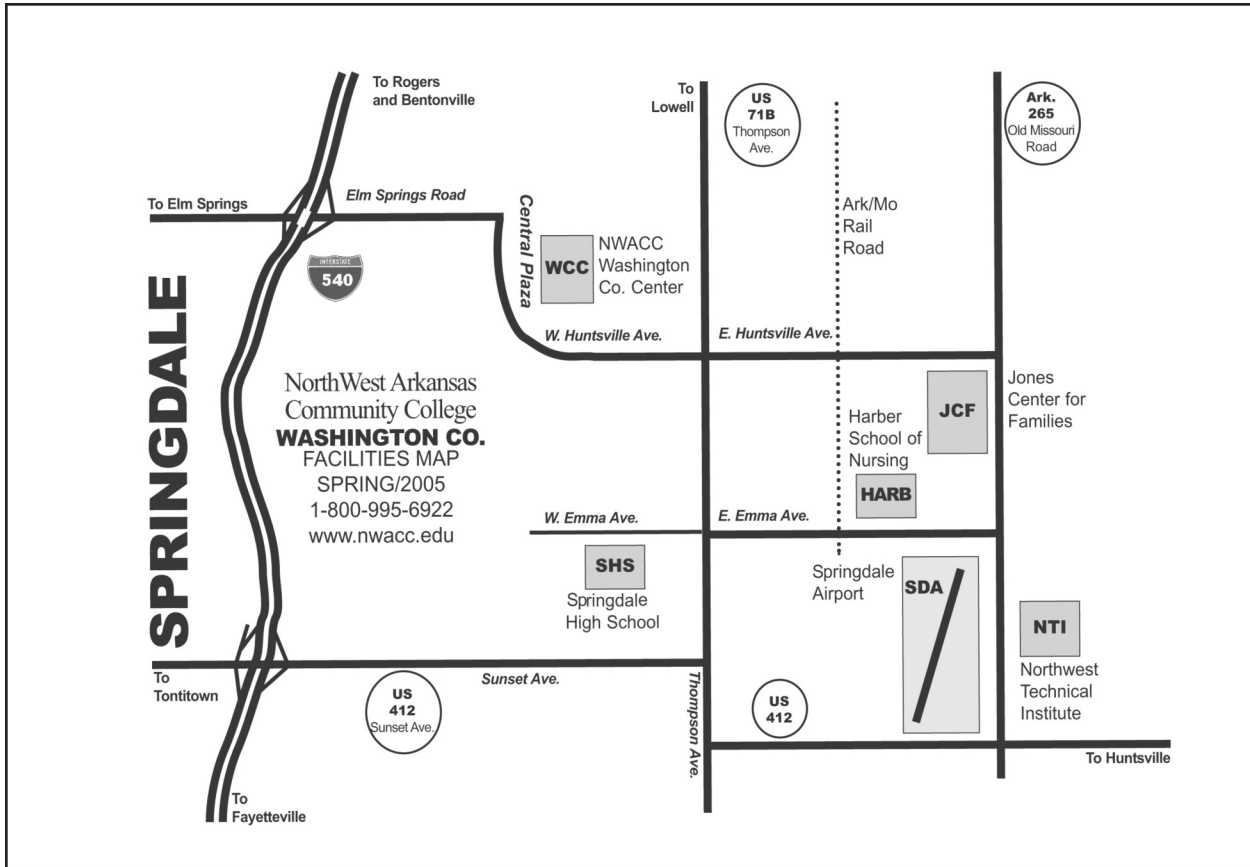 To Rogers
and Bentonville
To
Lowell
US
71B
Thompson
Ave.
Ark.
265
Old Missouri
Road
To Elm Springs
Elm Springs Road
Central Plaza
WCC
NWACC
Washington
Co. Center
Ark/Mo
Rail
Road
INTERSTATE
540
SPRINGDALE
W. Huntsville Ave.
E. Huntsville Ave.
NorthWest Arkansas
Community College
WASHINGTON CO.
FACILITIES MAP
SPRING/2005
1-800-995-6922
www.nwacc.edu
JCF
Jones
Center for
Families
Harber
School of
Nursing
HARB
W. Emma Ave.
E. Emma Ave.
SHS
Springdale
High School
Springdale
Airport
SDA
NTI
Northwest
Technical
Institute
To
Tontitown
US
412
Sunset Ave.
Sunset Ave.
Thompson Ave.
US
412
To Huntsville
To
Fayetteville